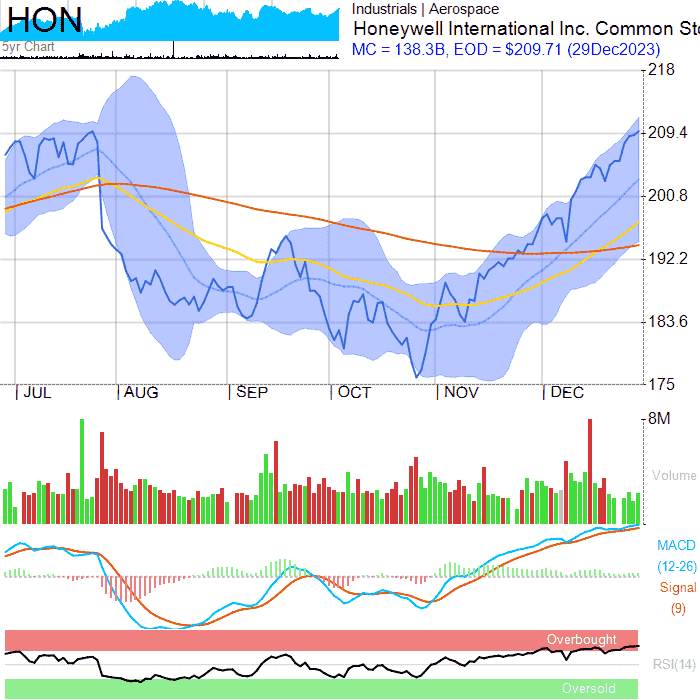 HON
5yr Chart
Industrials | Aerospace
Honeywell International Inc. Common Sto
MC = 138.3B, EOD = $209.71 (29Dec2023)
218
209.4
200.8
192.2
183.6
175
JUL AUG SEP OCT NOV DEC
8M
Volume
MACD
(12-26)
Signal
(9)
Overbought
RSI(14)
Oversold